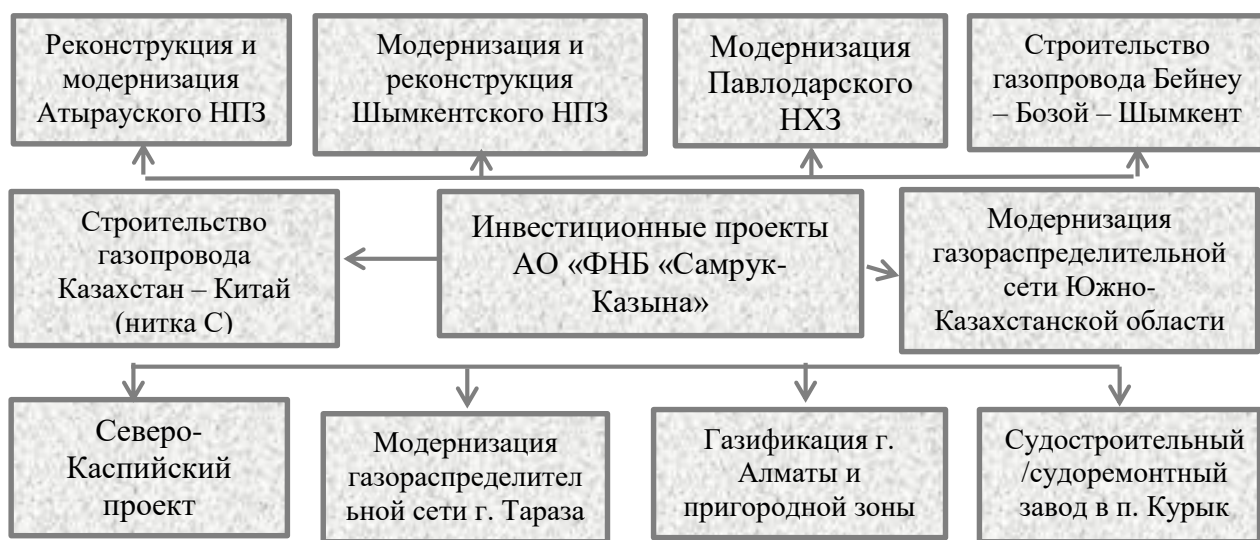 Реконструкция и
модернизация
Атырауского НПЗ
Модернизация и
реконструкция
Шымкентского НПЗ
Модернизация
Павлодарского
НХЗ
Строительство
газопровода Бейнеу
– Бозой – Шымкент
Строительство
газопровода
Казахстан – Китай
(нитка С)
Инвестиционные проекты
АО «ФНБ «Самрук-
Казына»
Модернизация
газораспределительной
сети Южно-
Казахстанской области
Северо-
Каспийский
проект
Модернизация
газораспределител
ьной сети г. Тараза
Газификация г.
Алматы и
пригородной зоны
Судостроительный
/судоремонтный
завод в п. Курык